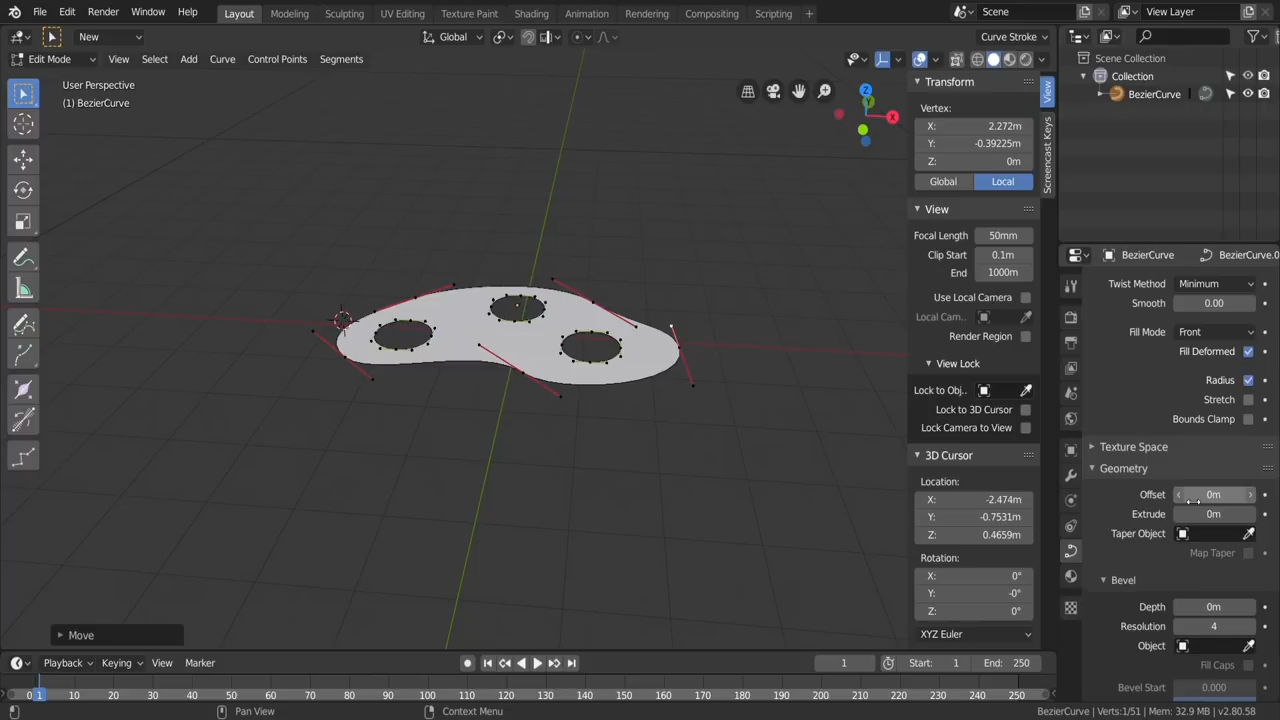 File Edit Render Window Help Layout Modeling Sculpting UV Editing Texture Paint Shading Animation Rendering Compositing Scripting + Scene View Layer
New Global Curve Stroke
Edit Mode View Select Add Curve Control Points Segments
User Perspective
(1) BezierCurve
Z
Y
X
Move
Transform
Vertex:
X: 2.272m
Y: -0.39225m
Z: 0m
Global Local
View
Focal Length 50mm
Clip Start 0.1m
End 1000m
Use Local Camera
Local Cam..
Render Region
View Lock
Lock to Obj..
Lock to 3D Cursor
Lock Camera to View
3D Cursor
Location:
X: -2.474m
Y: -0.7531m
Z: 0.4659m
Rotation:
X: 0°
Y: -0°
Z: 0°
XYZ Euler
View
Screencast Keys
Scene Collection
Collection
BezierCurve
BezierCurve BezierCurve.0
Twist Method Minimum
Smooth 0.00
Fill Mode Front
Fill Deformed
Radius
Stretch
Bounds Clamp
Texture Space
Geometry
Offset 0m
Extrude 0m
Taper Object
Map Taper
Bevel
Depth 0m
Resolution 4
Object
Fill Caps
Bevel Start 0.000
Playback Keying View Marker 1 Start: 1 End: 250
0 1 10 20 30 40 50 60 70 80 90 100 110 120 130 140 150 160 170 180 190 200 210 220 230 240 250
Pan View Context Menu BezierCurve | Verts:1/51 | Mem: 32.9 MB | v2.80.58